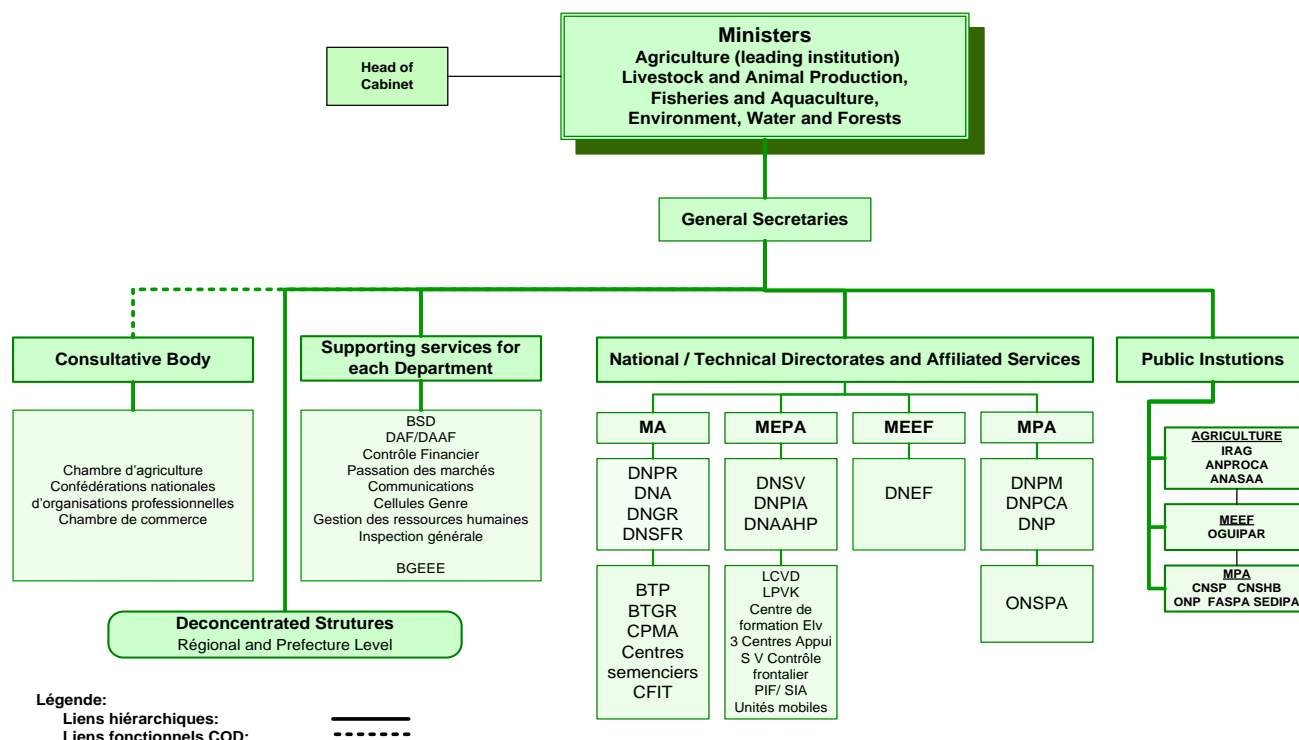 Ministers
Agriculture (leading institution)
Livestock and Animal Production,
Fisheries and Aquaculture,
Environment, Water and Forests
Head of
Cabinet
General Secretaries
Consultative Body
Chambre d'agriculture
Confédérations nationales
d'organisations professionnelles
Chambre de commerce
Supporting services for
each Department
BSD
DAF/DAAF
Contrôle Financier
Passation des marchés
Communications
Cellules Genre
Gestion des ressources humaines
Inspection générale
BGEEE
Deconcentrated Strutures
Régional and Prefecture Level
National / Technical Directorates and Affiliated Services
MA
DNPR
DNA
DNGR
DNSFR
BTP
BTGR
CPMA
Centres
semenciers
CFIT
MEPA
DNSV
DNPIA
DNAAHP
LCVD
LPVK
Centre de
formation Elv
3 Centres Appui
S V Contrôle
frontalier
PIF/ SIA
Unités mobiles
MEEF
DNEF
MPA
DNPM
DNPCA
DNP
ONSPA
Public Instutions
AGRICULTURE
IRAG
ANPROCA
ANASAA
MEEF
OGUIPAR
MPA
CNSP CNSHB
ONP FASPA SEDIPA
Légende:
Liens hiérarchiques:
Liens fonctionnels COD: